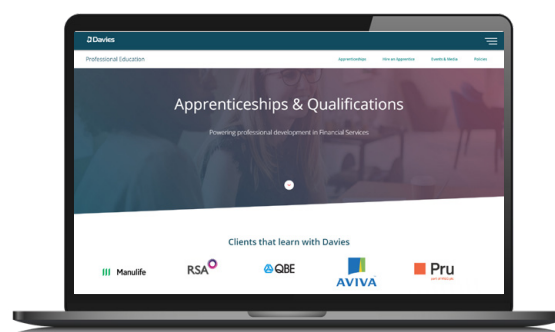 Davies
Professional Education
Apprenticeships Hire an Apprentice Events & Media Policies
Apprenticeships & Qualifications
Powering professional development in Financial Services
Clients that learn with Davies
Manulife RSA QBE AVIVA Pru